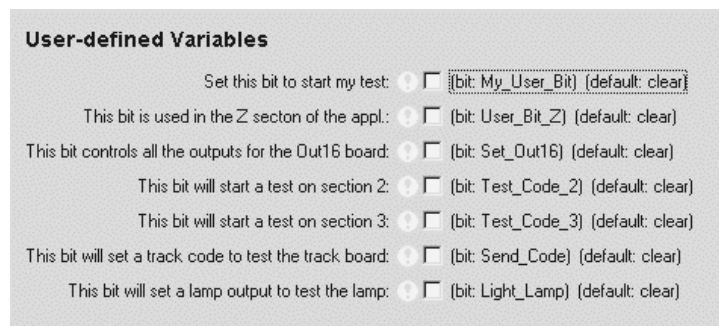 User-defined Variables
Set this bit to start my test: (bit: My_User_Bit) (default: clear)
This bit is used in the Z secton of the appl.: (bit: User_Bit_Z) (default: clear)
This bit controls all the outputs for the Out16 board: (bit: Set_Out16) (default: clear)
This bit will start a test on section 2: (bit: Test_Code_2) (default: clear)
This bit will start a test on section 3: (bit: Test_Code_3) (default: clear)
This bit will set a track code to test the track board: (bit: Send_Code) (default: clear)
This bit will set a lamp output to test the lamp: (bit: Light_Lamp) (default: clear)